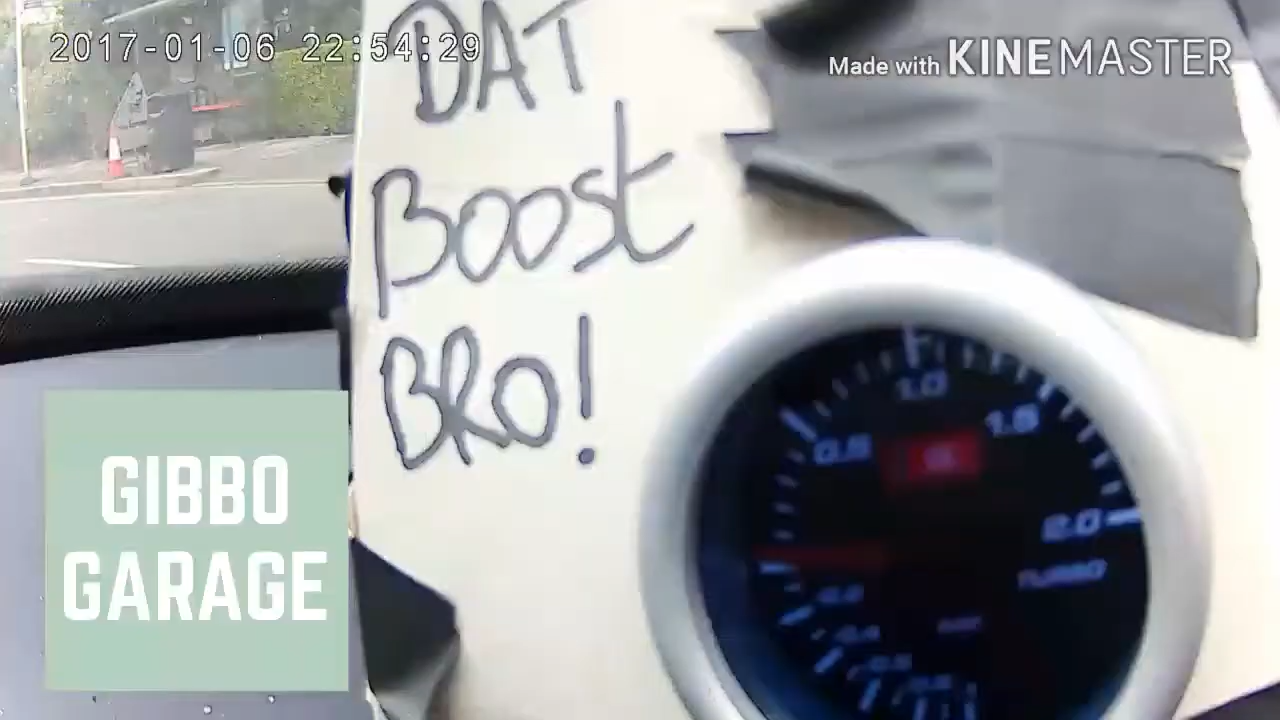 2017-01-06 22:54:29
Made with KINEMASTER
DAT
BOOST
BRO!
GIBBO
GARAGE
1.0
1.5
0.5
2.0
TURBO